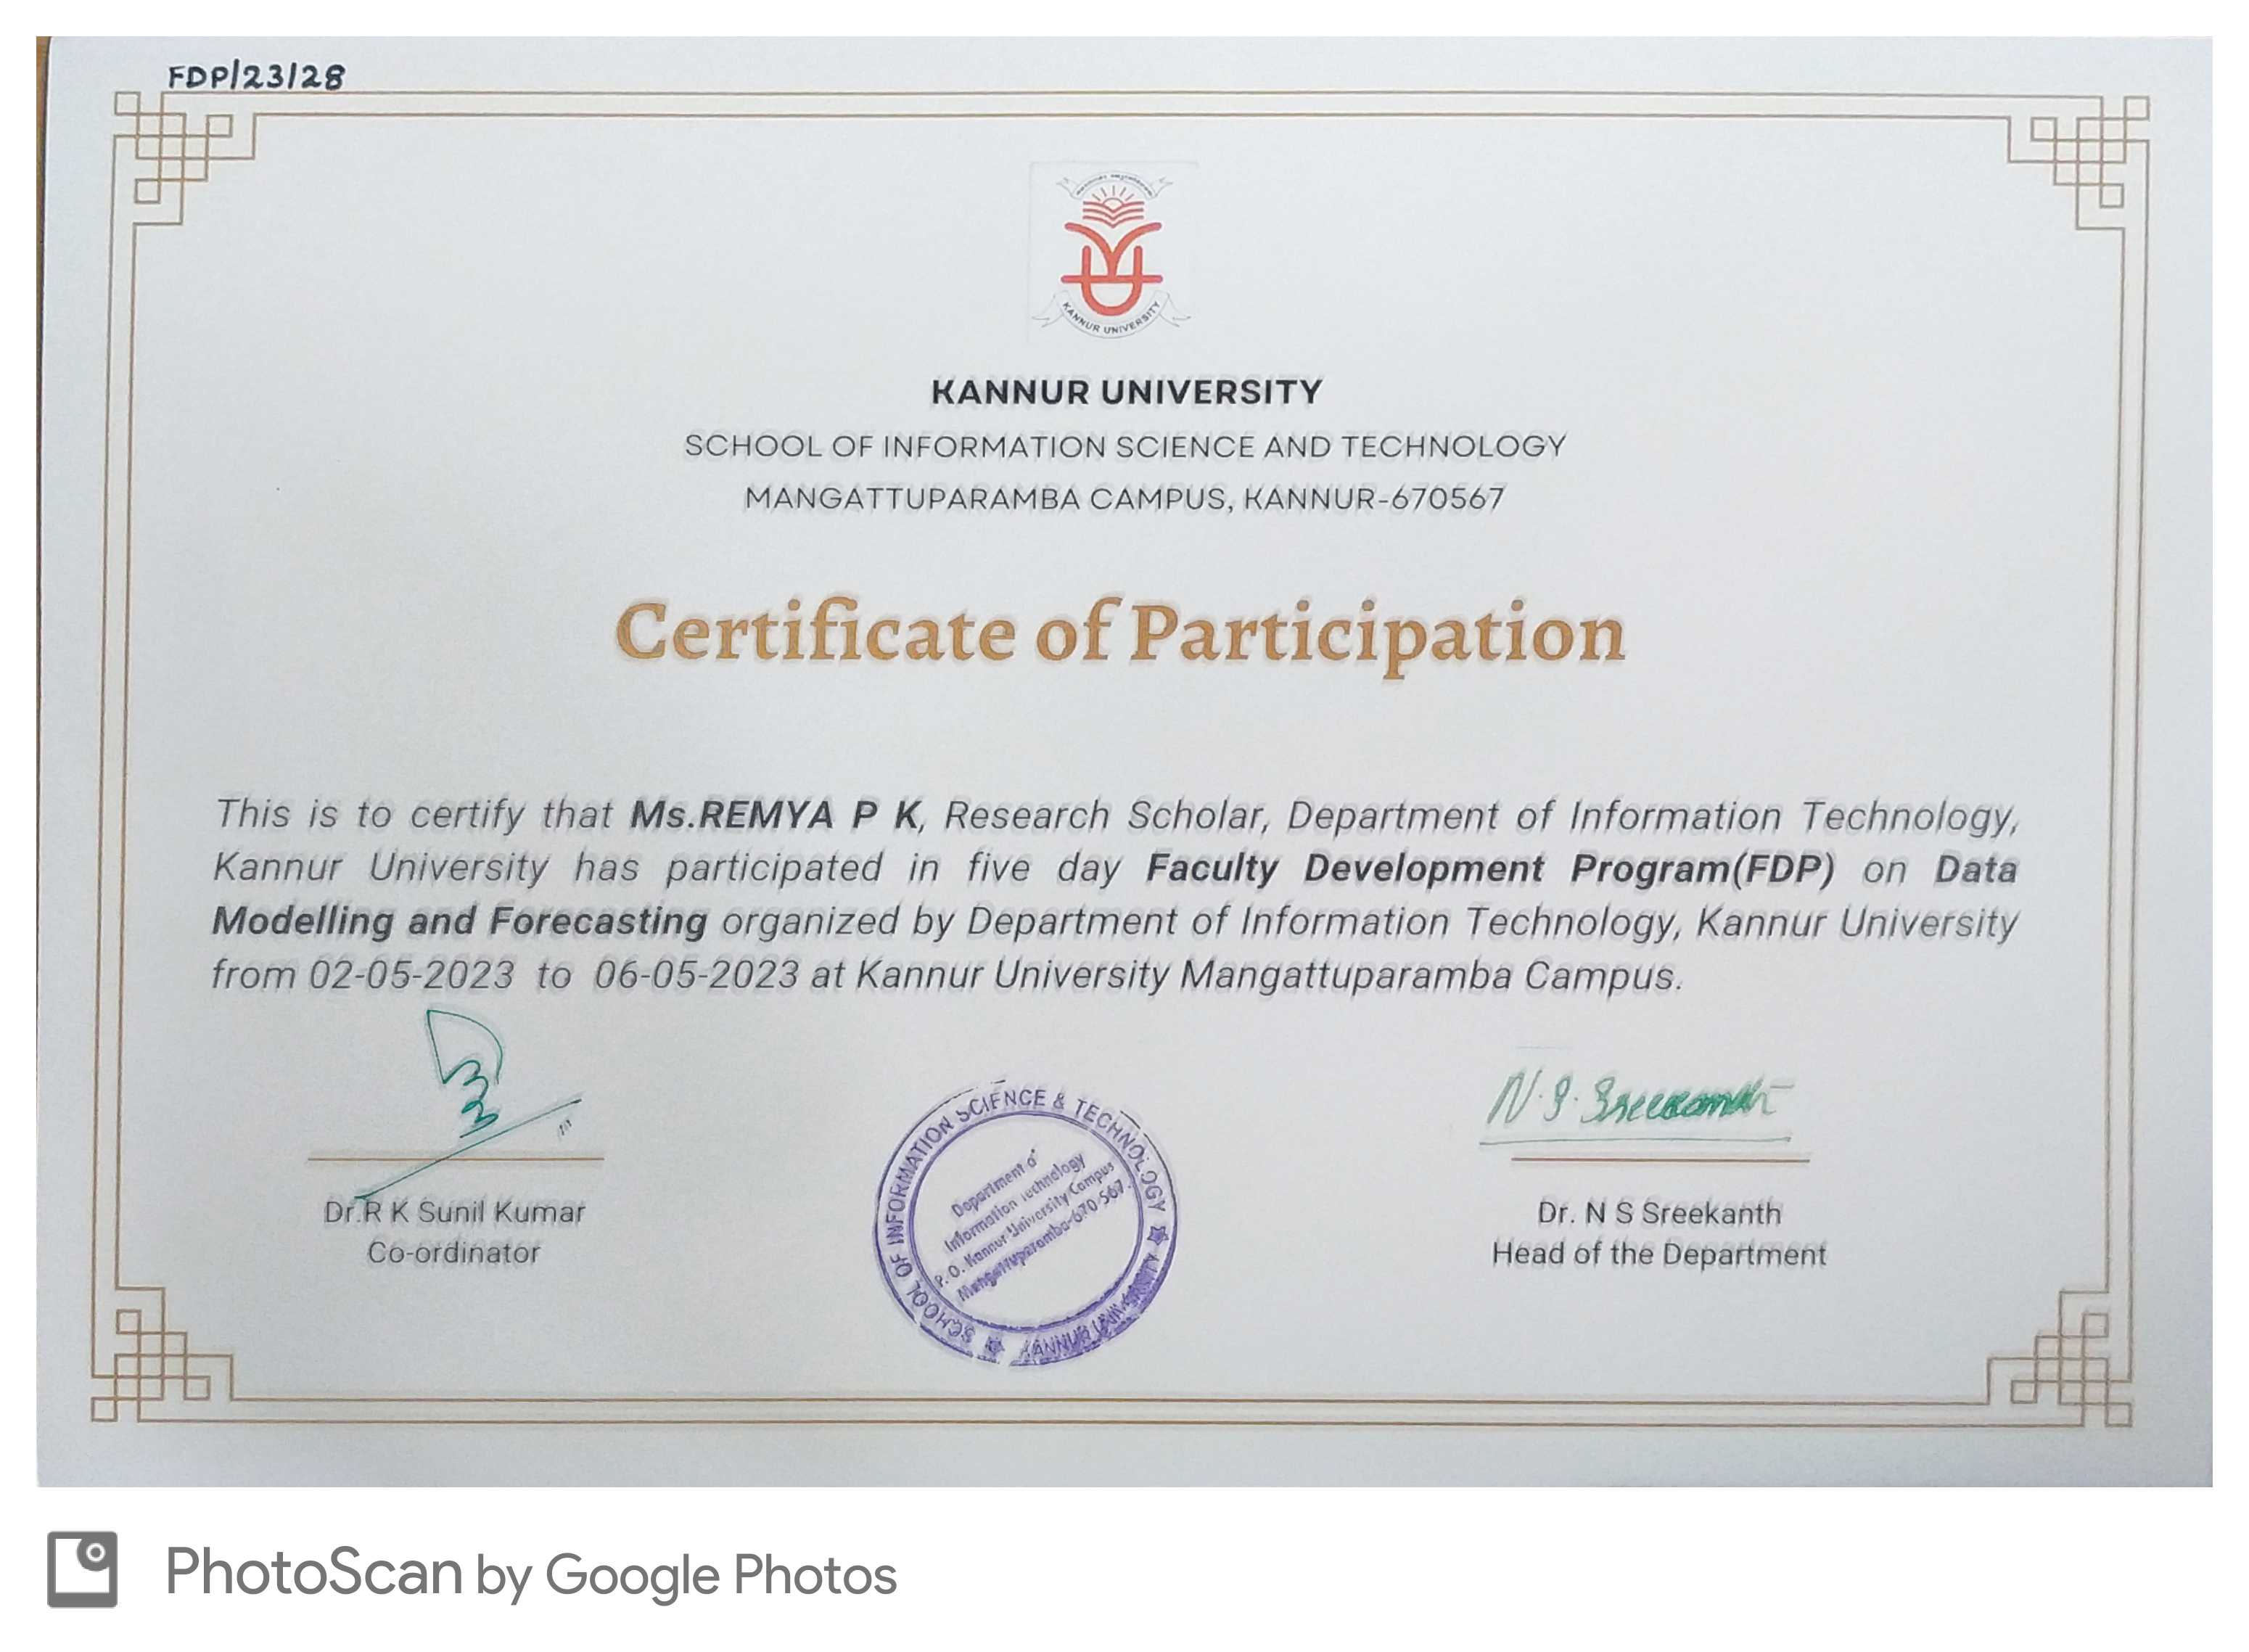 FDP/23/28
KANNUR UNIVERSITY
KANNUR UNIVERSITY
SCHOOL OF INFORMATION SCIENCE AND TECHNOLOGY
MANGATTUPARAMBA CAMPUS, KANNUR-670567
Certificate of Participation
This is to certify that Ms.REMYA P K, Research Scholar, Department of Information Technology,
Kannur University has participated in five day Faculty Development Program(FDP) on Data
Modelling and Forecasting organized by Department of Information Technology, Kannur University
from 02-05-2023 to 06-05-2023 at Kannur University Mangattuparamba Campus.
N. S. Sreekanth
Dr.R K Sunil Kumar
Co-ordinator
SCHOOL OF INFORMATION SCIENCE & TECHNOLOGY
KANNUR UNIVERSITY
Department of
Information Technology
P. O. Kannur University Campus
Mangattuparamba-670 567
Dr. N S Sreekanth
Head of the Department
PhotoScan by Google Photos